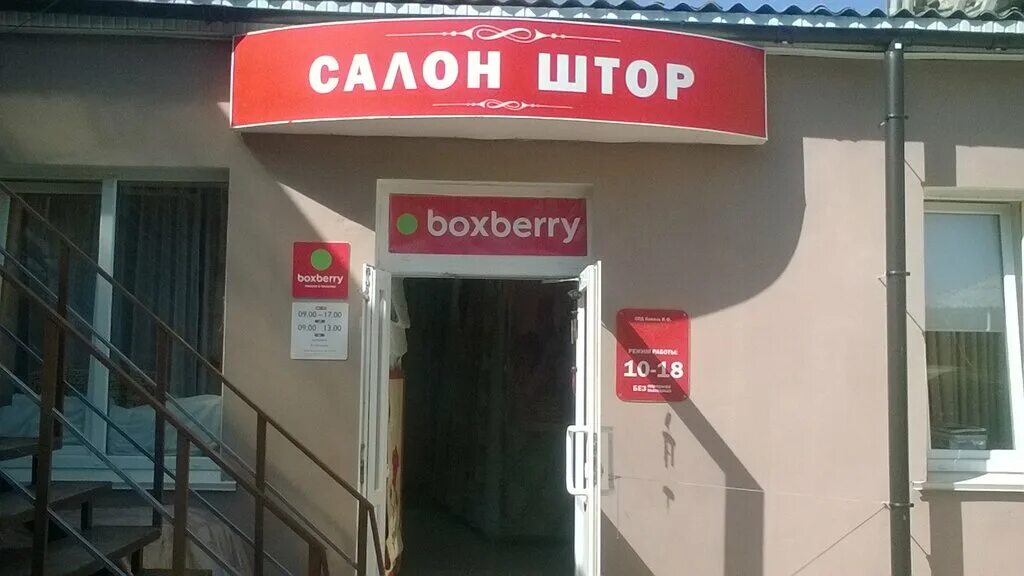 САЛОН ШТОР
boxberry
boxberry
09.00 – 17.00
09.00 13.00
РЕЖИМ РАБОТЫ:
10-18
БЕЗ